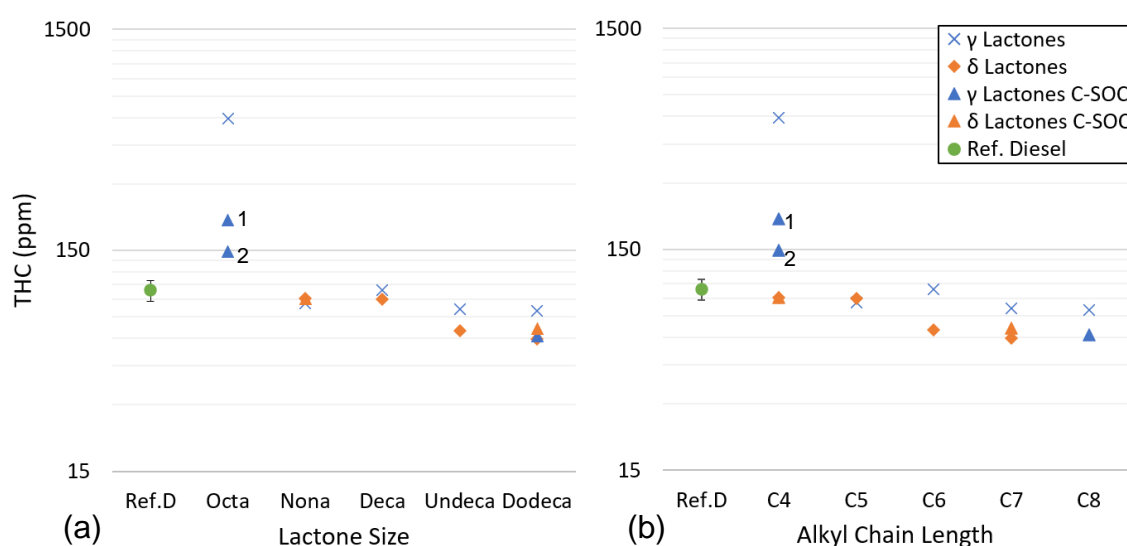 1500
150
15
THC (ppm)
1
2
Ref.D Octa Nona Deca Undeca Dodeca
(a) Lactone Size
1500
150
15
γ Lactones
δ Lactones
γ Lactones C-SOC
δ Lactones C-SOC
Ref. Diesel
1
2
Ref.D C4 C5 C6 C7 C8
(b) Alkyl Chain Length